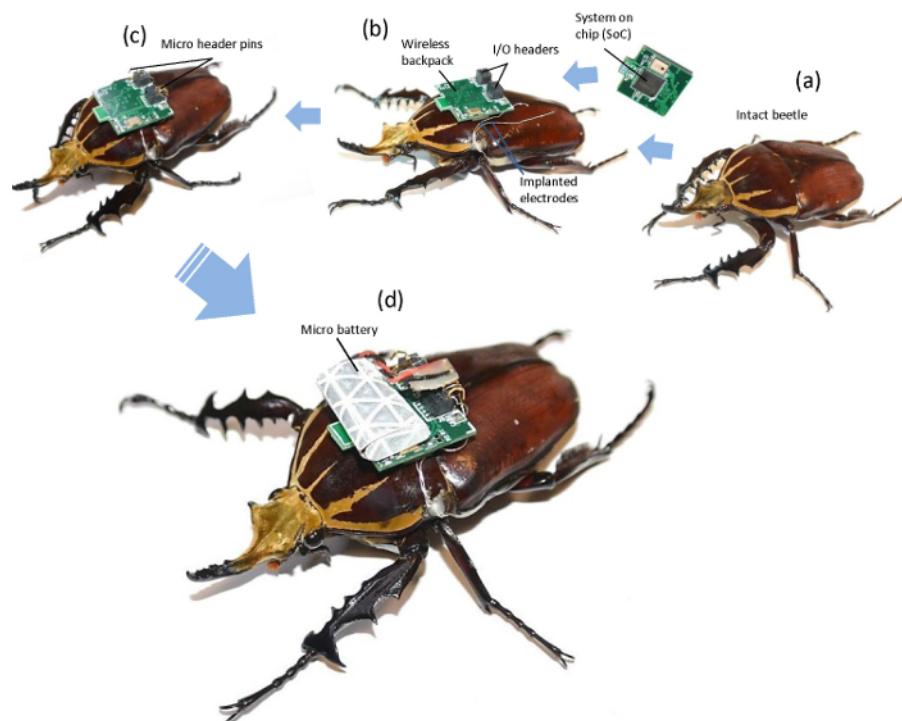 (c)
Micro header pins
(b)
Wireless
backpack
I/O headers
System on
chip (SoC)
(a)
Intact beetle
Implanted
electrodes
(d)
Micro battery